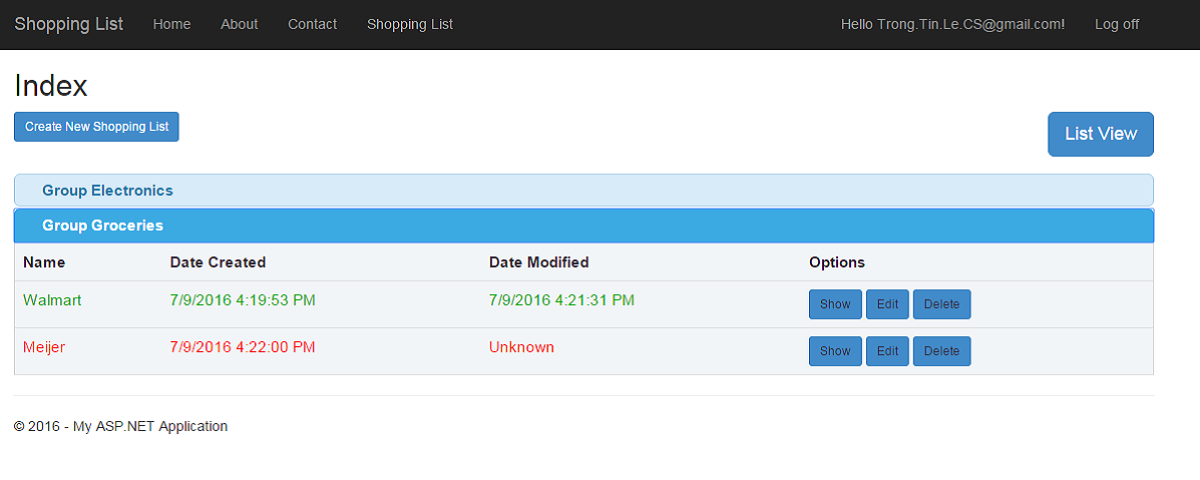 Shopping List Home About Contact Shopping List Hello Trong.Tin.Le.CS@gmail.com! Log off
Index
Create New Shopping List List View
Group Electronics
Group Groceries
Name Date Created Date Modified Options
Walmart 7/9/2016 4:19:53 PM 7/9/2016 4:21:31 PM Show Edit Delete
Meijer 7/9/2016 4:22:00 PM Unknown Show Edit Delete
© 2016 - My ASP.NET Application